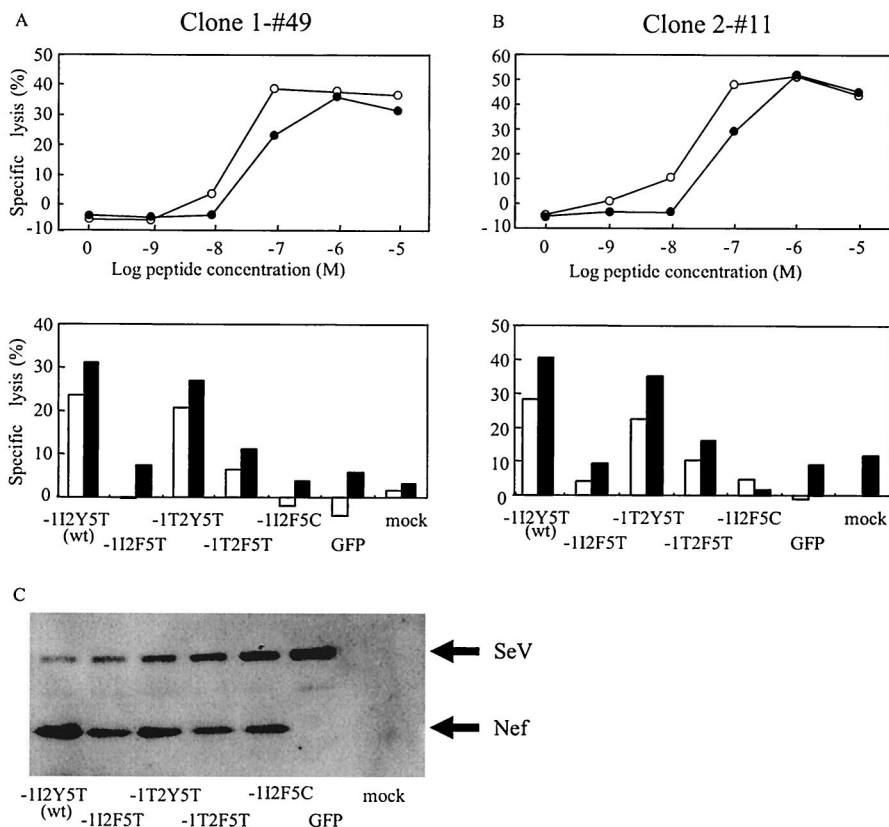 A
Clone 1-#49
Specific lysis (%)
50
40
30
20
10
0
-10
0 -9 -8 -7 -6 -5
Log peptide concentration (M)
B
Clone 2-#11
60
50
40
30
20
10
0
-10
0 -9 -8 -7 -6 -5
Log peptide concentration (M)
Specific lysis (%)
40
30
20
10
0
-1I2Y5T -1T2Y5T -1I2F5C mock
(wt) -1I2F5T -1T2F5T GFP
50
40
30
20
10
0
-1I2Y5T -1T2Y5T -1I2F5C mock
(wt) -1I2F5T -1T2F5T GFP
C
SeV
Nef
-1I2Y5T -1T2Y5T -1I2F5C mock
(wt) -1I2F5T -1T2F5T GFP